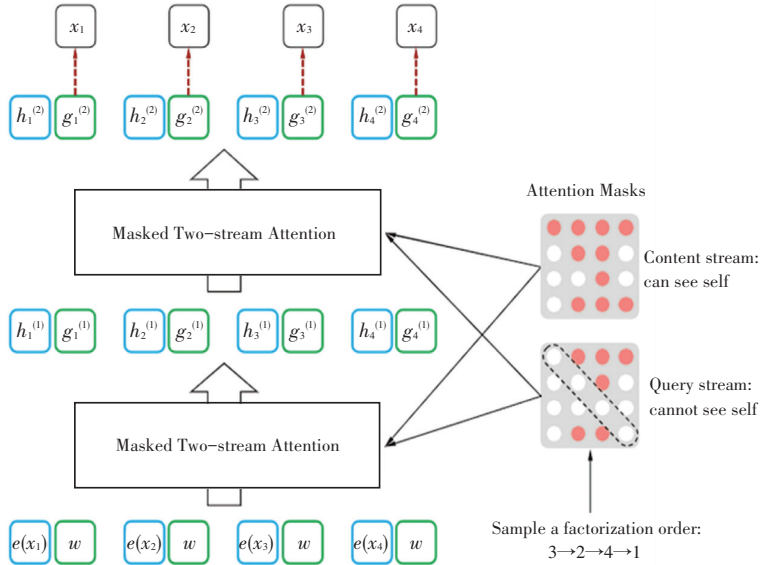 x₁ x₂ x₃ x₄
h₁⁽²⁾ g₁⁽²⁾ h₂⁽²⁾ g₂⁽²⁾ h₃⁽²⁾ g₃⁽²⁾ h₄⁽²⁾ g₄⁽²⁾
Masked Two-stream Attention
h₁⁽¹⁾ g₁⁽¹⁾ h₂⁽¹⁾ g₂⁽¹⁾ h₃⁽¹⁾ g₃⁽¹⁾ h₄⁽¹⁾ g₄⁽¹⁾
Masked Two-stream Attention
e(x₁) w e(x₂) w e(x₃) w e(x₄) w
Attention Masks
Content stream:
can see self
Query stream:
cannot see self
Sample a factorization order:
3→2→4→1